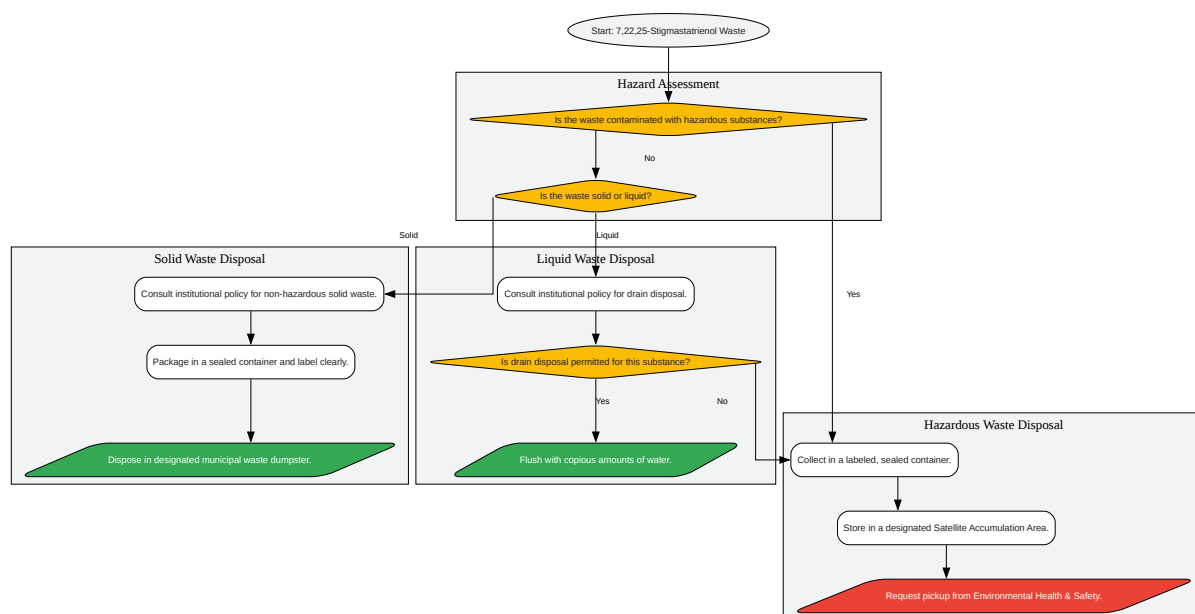 Start: 7,22,25-Stigmastatrienol Waste
Hazard Assessment
Is the waste contaminated with hazardous substances?
No
Is the waste solid or liquid?
Solid
Liquid
Yes
Solid Waste Disposal
Consult institutional policy for non-hazardous solid waste.
Package in a sealed container and label clearly.
Dispose in designated municipal waste dumpster.
Liquid Waste Disposal
Consult institutional policy for drain disposal.
Is drain disposal permitted for this substance?
Yes
No
Flush with copious amounts of water.
Hazardous Waste Disposal
Collect in a labeled, sealed container.
Store in a designated Satellite Accumulation Area.
Request pickup from Environmental Health & Safety.